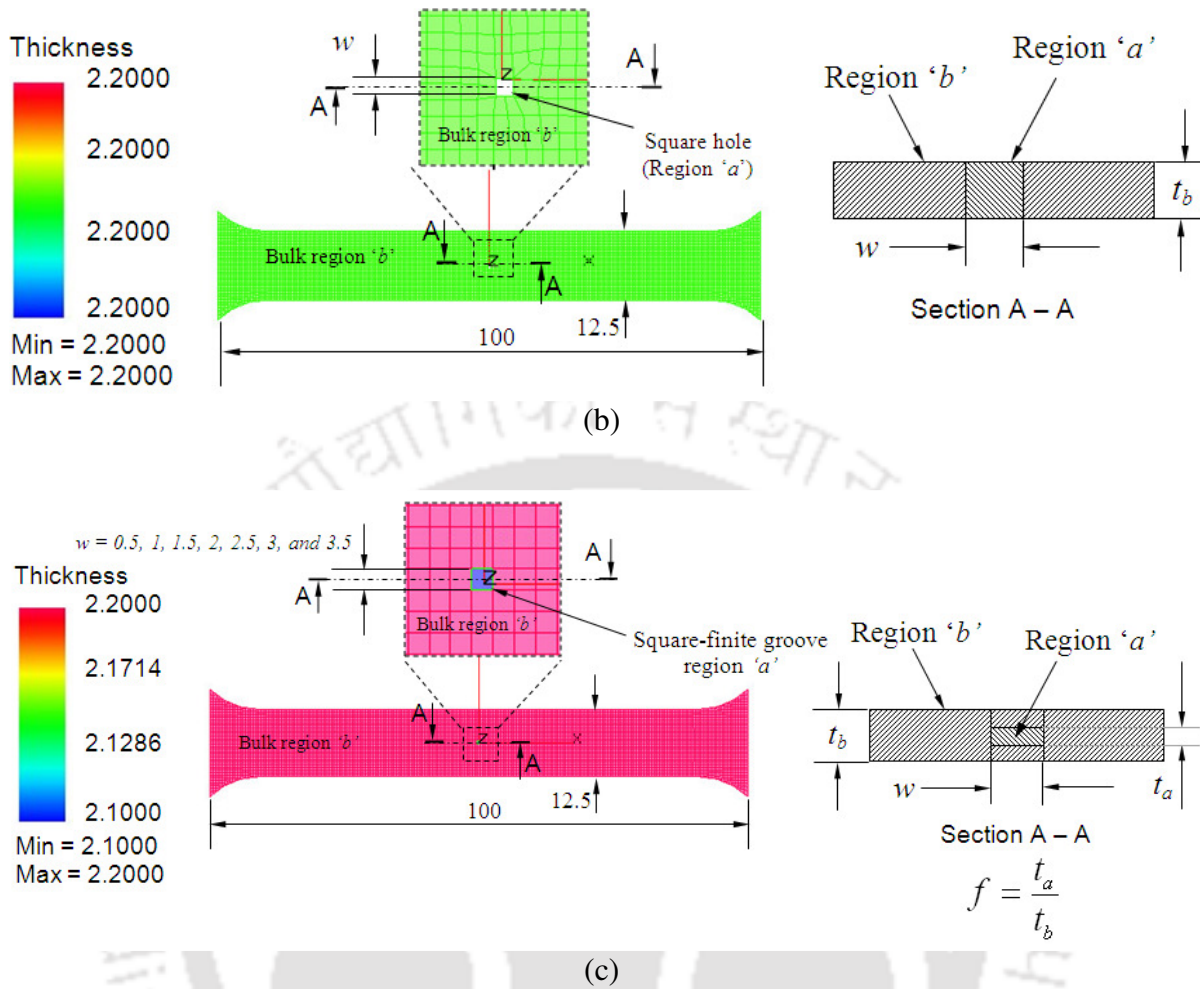 Thickness
2.2000
2.2000
2.2000
2.2000
Min = 2.2000
Max = 2.2000
w
A
A
Z
Bulk region ‘b’
Square hole
(Region ‘a’)
Bulk region ‘b’
A
Z
A
X
12.5
100
Region ‘b’
Region ‘a’
t_b
w
Section A – A
(b)
w = 0.5, 1, 1.5, 2, 2.5, 3, and 3.5
Thickness
2.2000
2.1714
2.1286
2.1000
Min = 2.1000
Max = 2.2000
A
A
Z
Bulk region ‘b’
Square-finite groove
region ‘a’
Bulk region ‘b’
A
Z
A
X
12.5
100
Region ‘b’
Region ‘a’
t_b
w
t_a
Section A – A
f = t_a / t_b
(c)